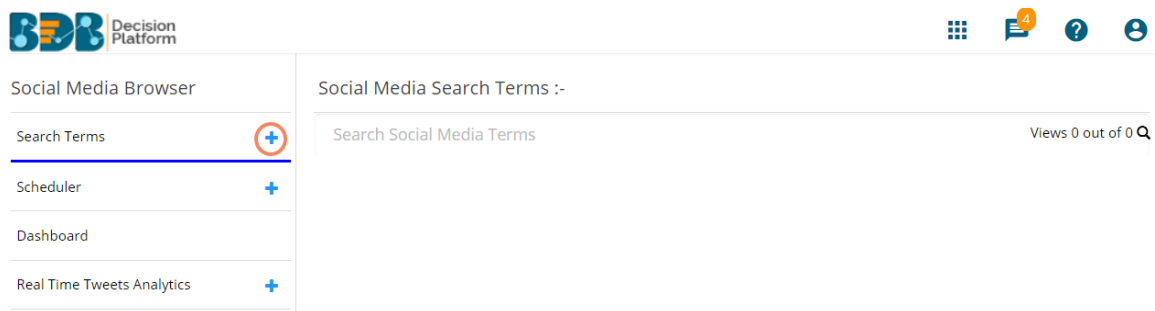 BDB Decision Platform
4
?
Social Media Browser
Social Media Search Terms :-
Search Terms
Search Social Media Terms
Views 0 out of 0
Scheduler
Dashboard
Real Time Tweets Analytics